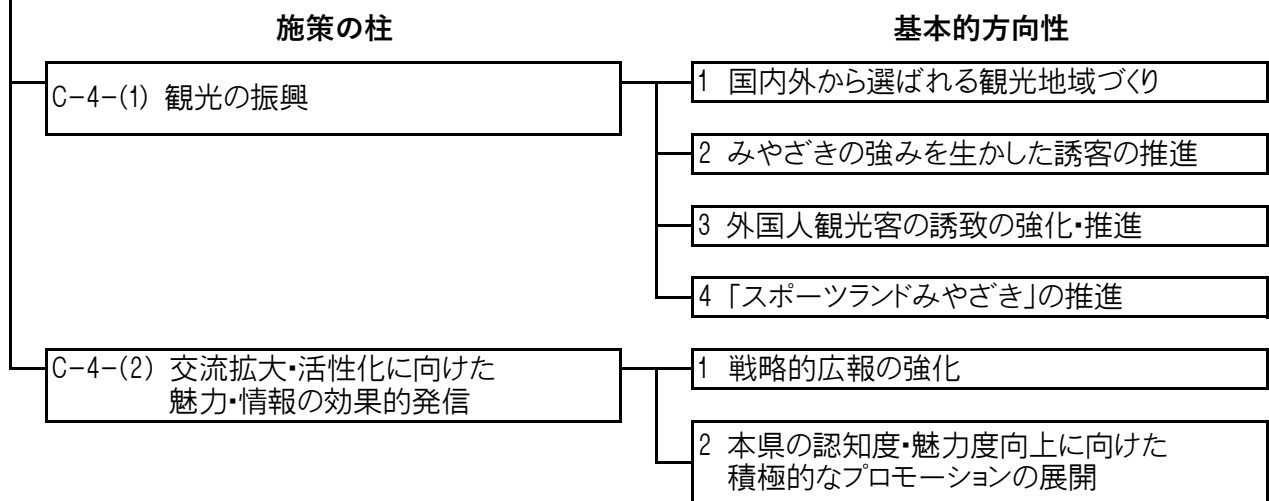 施策の柱
基本的方向性
C-4-(1) 観光の振興
1 国内外から選ばれる観光地域づくり
2 みやざきの強みを生かした誘客の推進
3 外国人観光客の誘致の強化・推進
4 「スポーツランドみやざき」の推進
C-4-(2) 交流拡大・活性化に向けた
魅力・情報の効果的発信
1 戦略的広報の強化
2 本県の認知度・魅力度向上に向けた
積極的なプロモーションの展開